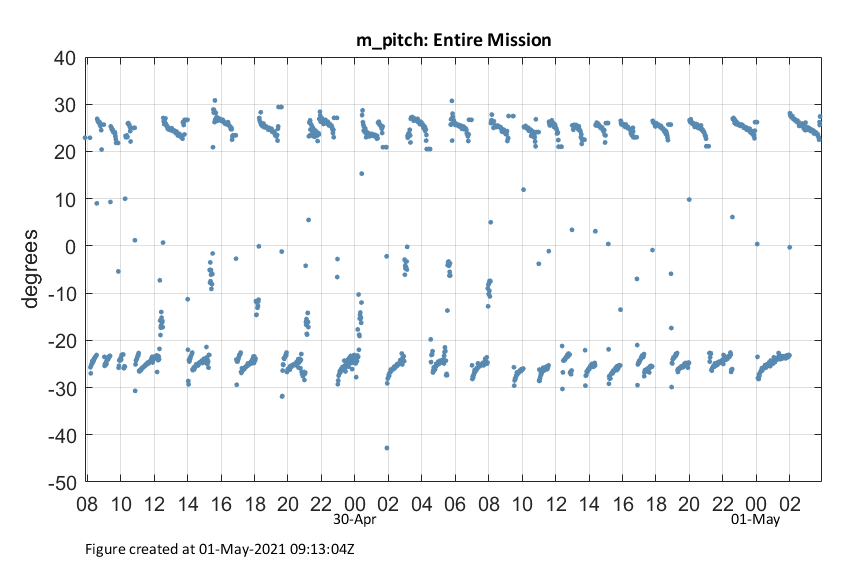 m_pitch: Entire Mission
40
30
20
10
0
-10
-20
-30
-40
-50
degrees
08 10 12 14 16 18 20 22 00 02 04 06 08 10 12 14 16 18 20 22 00 02
30-Apr 01-May
Figure created at 01-May-2021 09:13:04Z